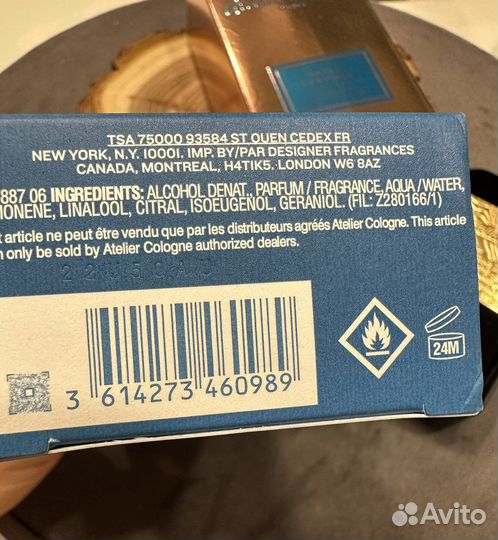 TSA 75000 93584 ST OUEN CEDEX FR
NEW YORK, N.Y. 10001. IMP. BY/PAR DESIGNER FRAGRANCES
CANADA, MONTREAL, H4T1K5. LONDON W6 8AZ
887 06 INGREDIENTS: ALCOHOL DENAT., PARFUM / FRAGRANCE, AQUA / WATER,
MONENE, LINALOOL, CITRAL, ISOEUGENOL, GERANIOL. (FIL: Z280166/1)
t article ne peut être vendu que par les distributeurs agréés Atelier Cologne. This article
n only be sold by Atelier Cologne authorized dealers.
3 614273 460989
24M
Avito